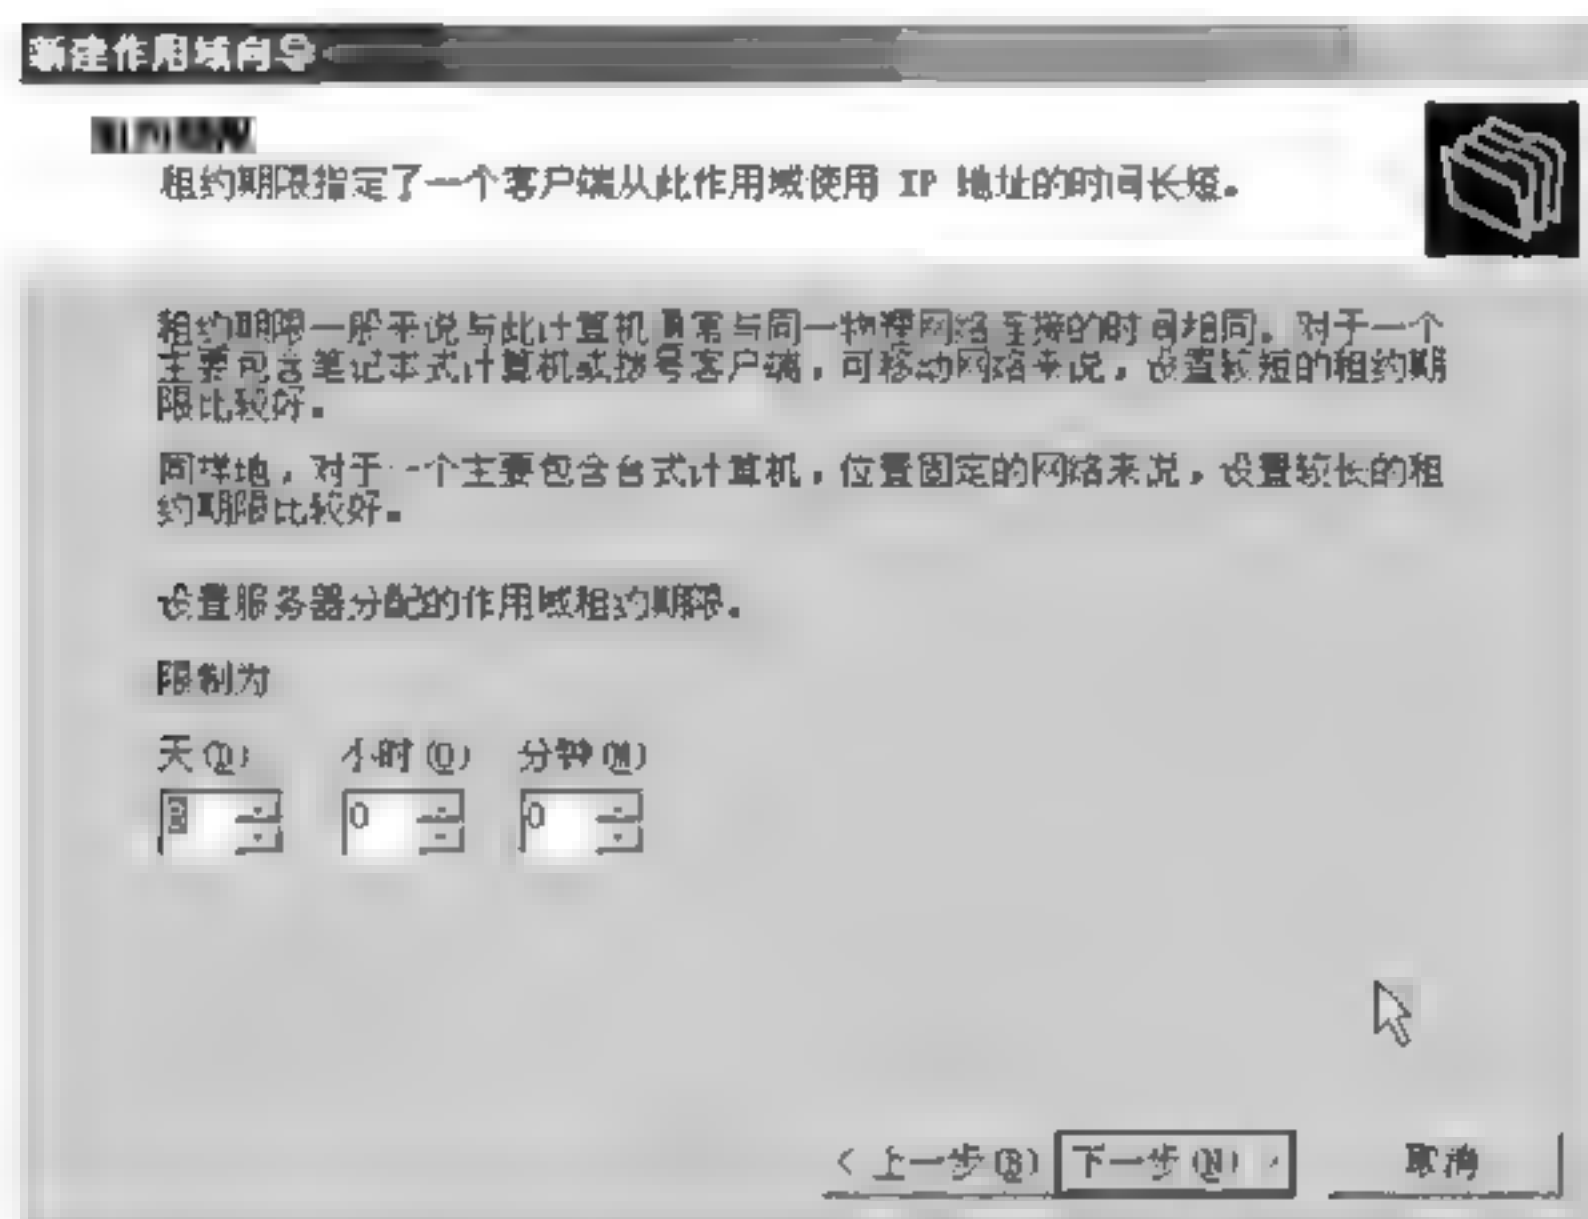 新建作用域向导
租约期限
租约期限指定了一个客户端从此作用域使用 IP 地址的时间长短。
租约期限一般来说与此计算机通常与同一物理网络连接的时间相同。对于一个
主要包含笔记本式计算机或拨号客户端，可移动网络来说，设置较短的租约期
限比较好。
同样地，对于一个主要包含台式计算机，位置固定的网络来说，设置较长的租
约期限比较好。
设置服务器分配的作用域租约期限。
限制为
天(D) 小时(O) 分钟(M)
0 0
< 上一步(B) 下一步(N) > 取消